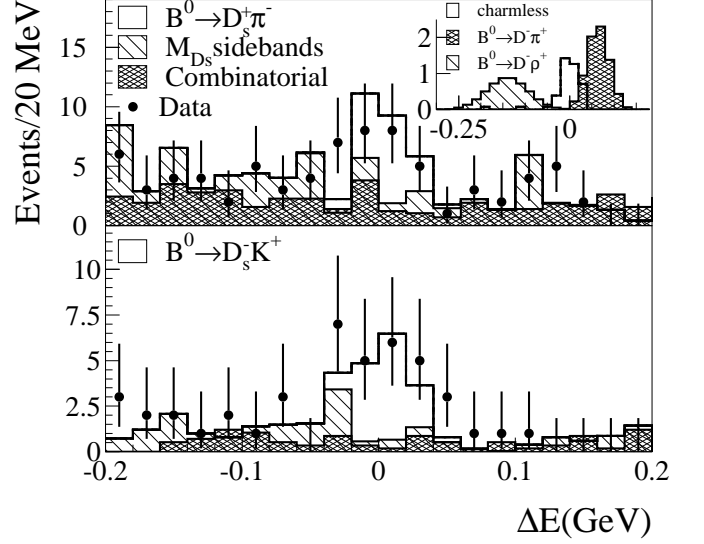 B⁰→Dₛ⁺π⁻
M_Ds sidebands
Combinatorial
Data
Events/20 MeV
15
10
5
0
charmless
B⁰→D⁻π⁺
B⁰→D⁻ρ⁺
2
1
0
-0.25 0
B⁰→Dₛ⁻K⁺
10
7.5
5
2.5
0
-0.2 -0.1 0 0.1 0.2
ΔE(GeV)